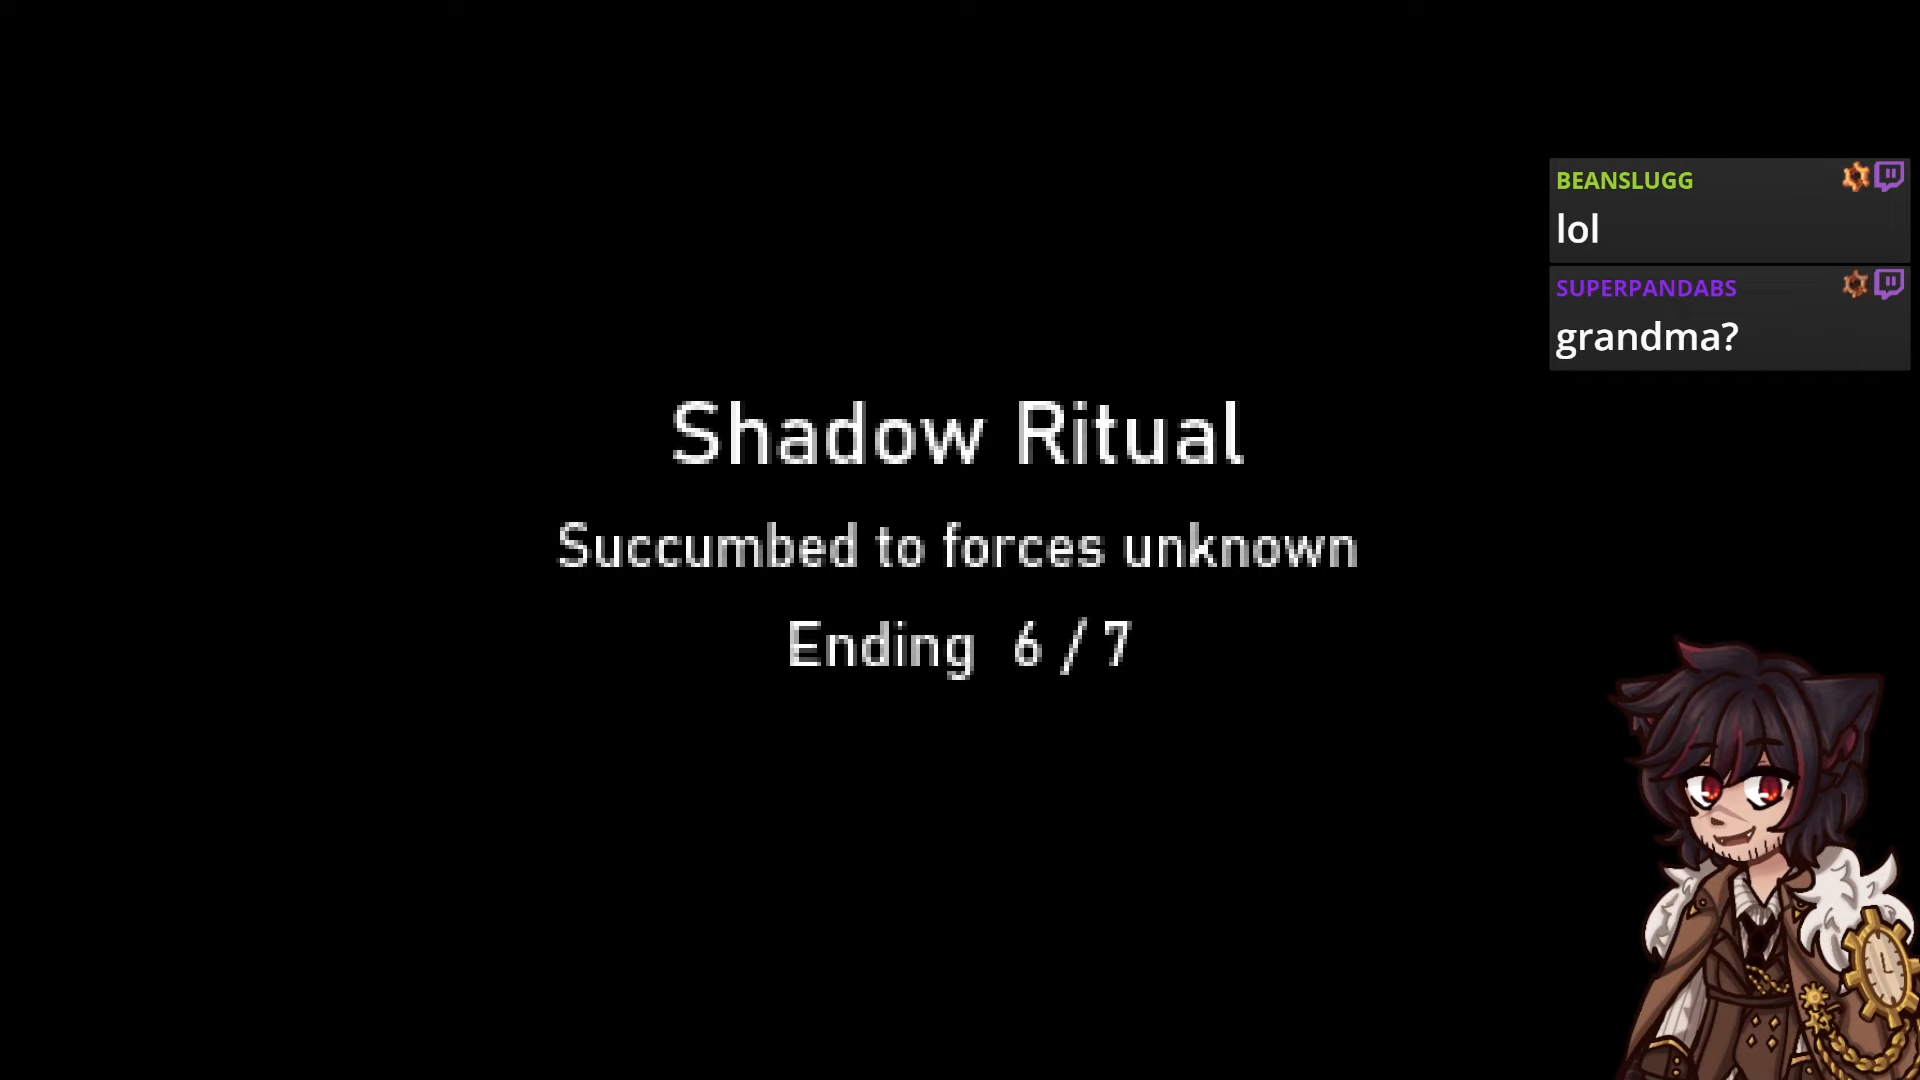 BEANSLUGG
lol
SUPERPANDABS
grandma?
Shadow Ritual
Succumbed to forces unknown
Ending 6 / 7